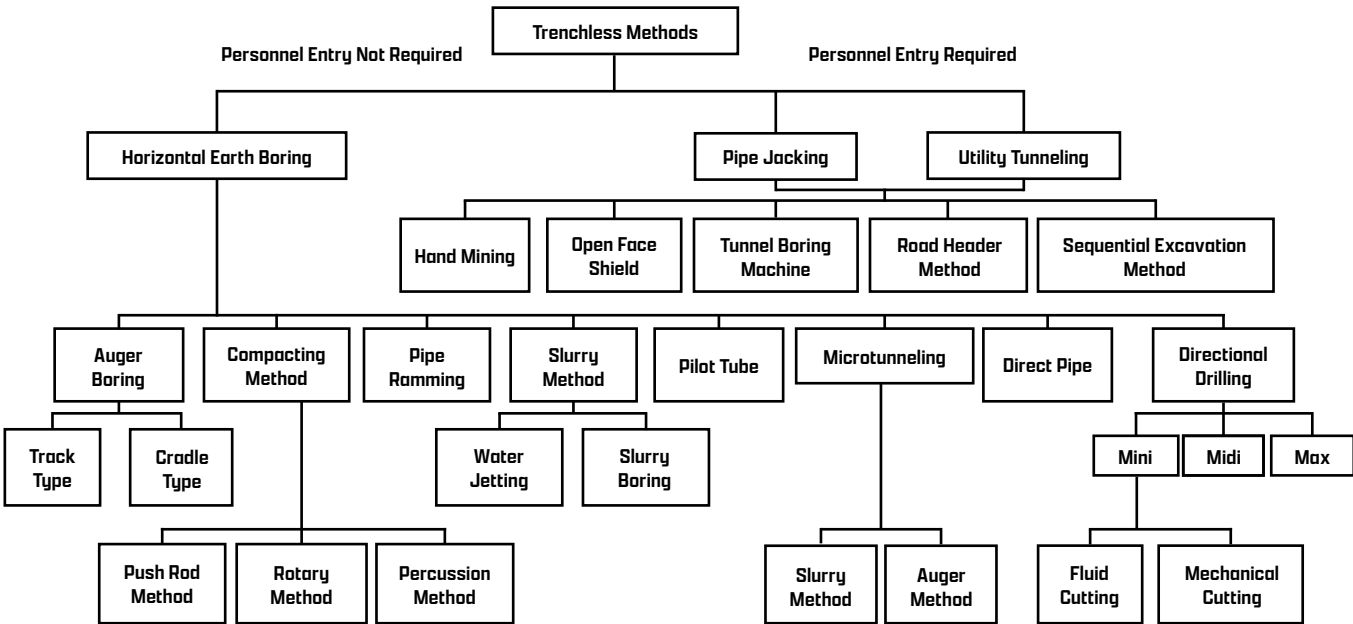 Trenchless Methods
Personnel Entry Not Required
Personnel Entry Required
Horizontal Earth Boring
Pipe Jacking
Utility Tunneling
Hand Mining
Open Face
Shield
Tunnel Boring
Machine
Road Header
Method
Sequential Excavation
Method
Auger
Boring
Compacting
Method
Pipe
Ramming
Slurry
Method
Pilot Tube
Microtunneling
Direct Pipe
Directional
Drilling
Track
Type
Cradle
Type
Water
Jetting
Slurry
Boring
Mini
Midi
Max
Push Rod
Method
Rotary
Method
Percussion
Method
Slurry
Method
Auger
Method
Fluid
Cutting
Mechanical
Cutting